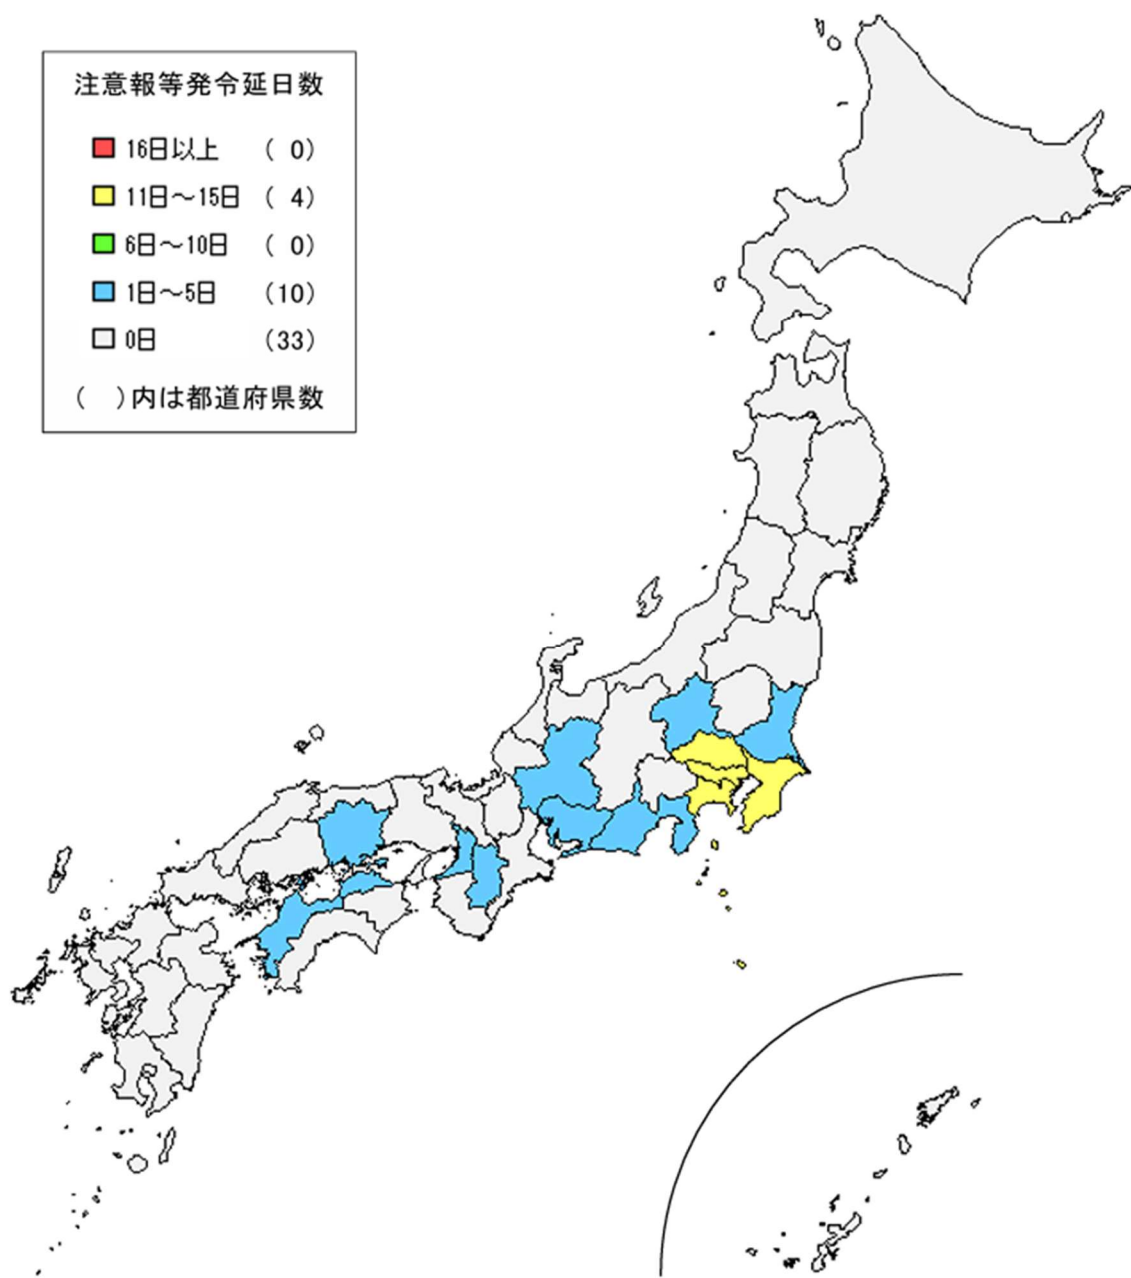 注意報等発令延日数
16日以上 ( 0)
11日～15日 ( 4)
6日～10日 ( 0)
1日～5日 (10)
0日 (33)
( )内は都道府県数